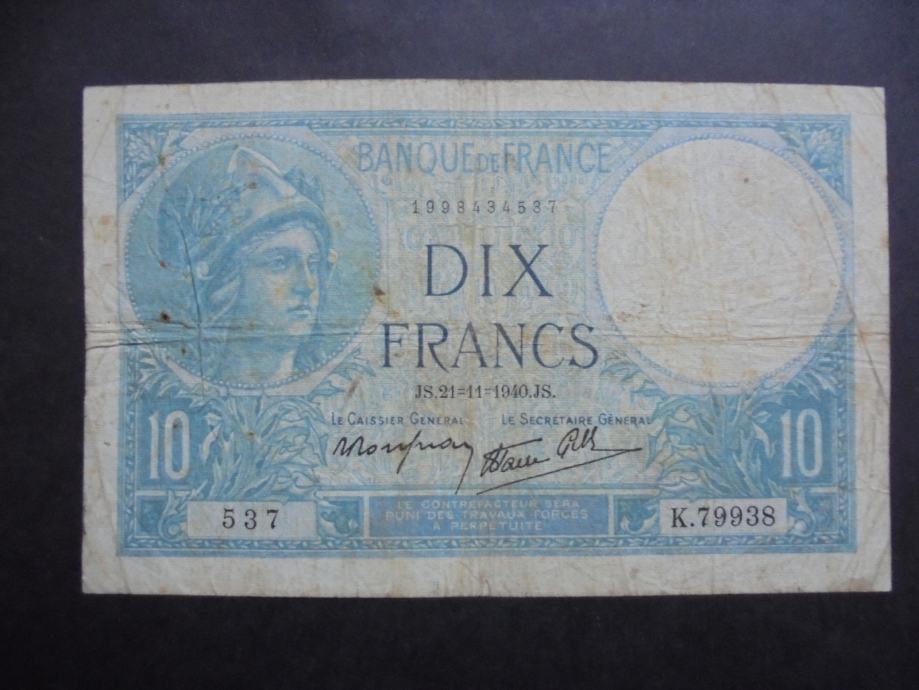 BANQUE DE FRANCE
1998434537
DIX
FRANCS
JS.21=11=1940.JS.
LE CAISSIER GÉNÉRAL
LE SECRÉTAIRE GÉNÉRAL
10
10
537
LE CONTREFACTEUR SERA
PUNI DES TRAVAUX FORCÉS
À PERPÉTUITÉ
K.79938